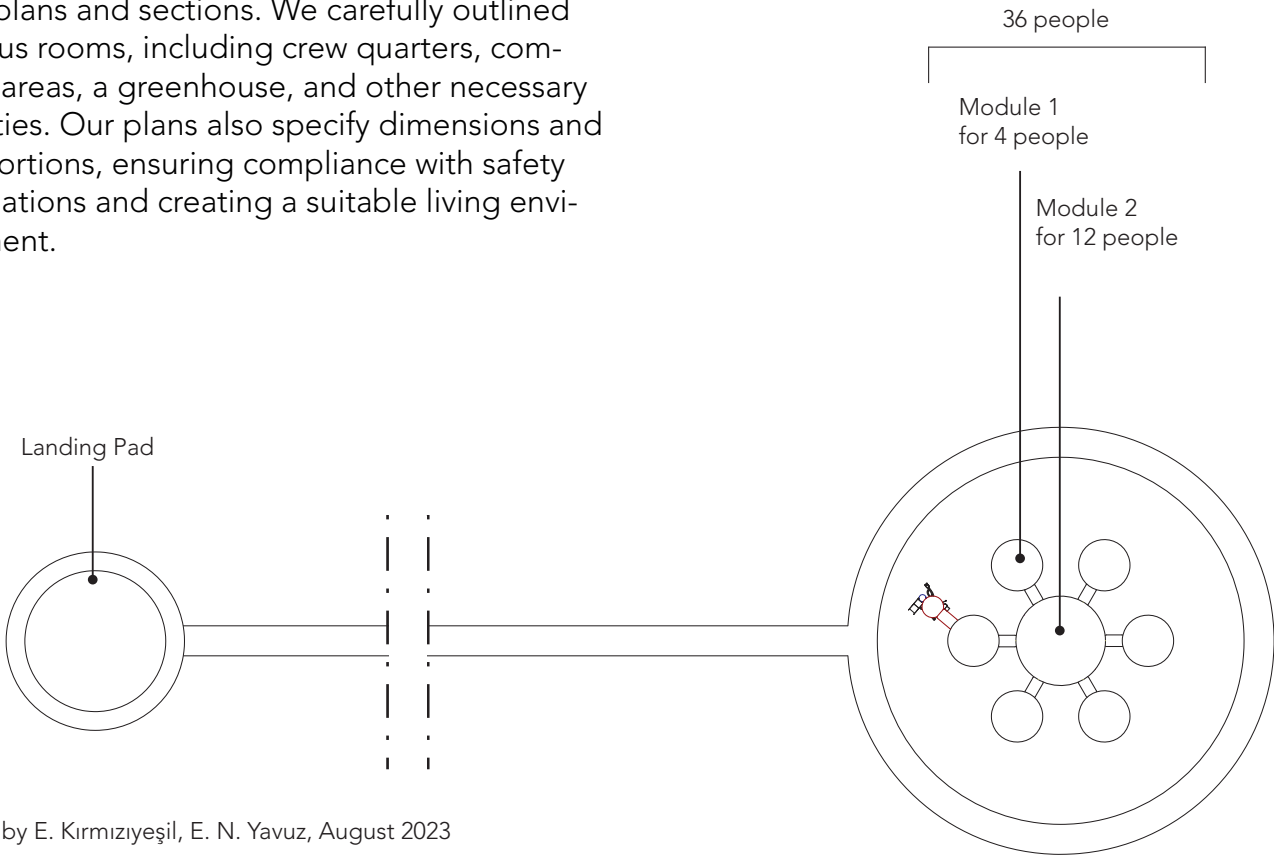 plans and sections. We carefully outlined
us rooms, including crew quarters, com-
areas, a greenhouse, and other necessary
ties. Our plans also specify dimensions and
ortions, ensuring compliance with safety
ations and creating a suitable living envi-
ent.
36 people
Module 1
for 4 people
Module 2
for 12 people
Landing Pad
by E. Kırmızıyeşil, E. N. Yavuz, August 2023